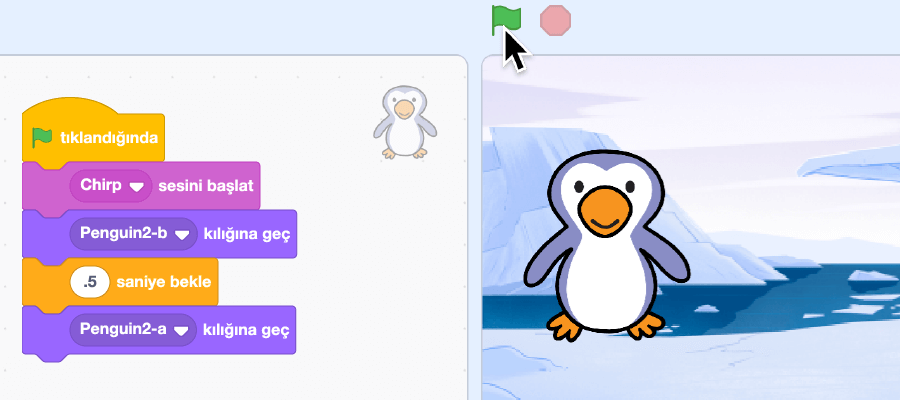 tıklandığında
Chirp sesini başlat
Penguin2-b kılığına geç
.5 saniye bekle
Penguin2-a kılığına geç